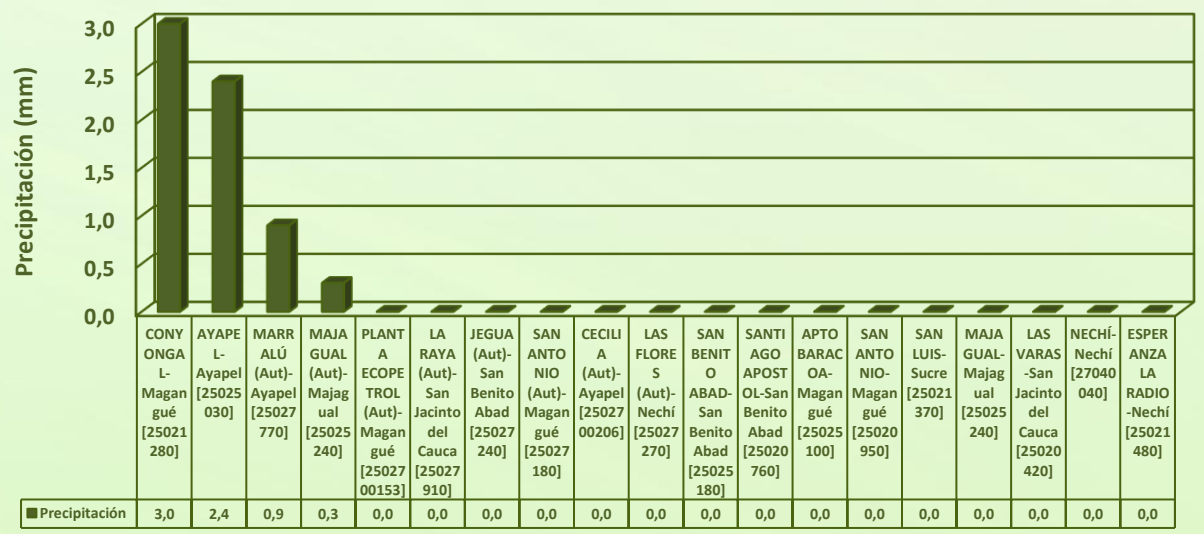 Precipitación (mm)
3,0
2,5
2,0
1,5
1,0
0,5
0,0
CONY
ONGA
L-
Magan
gué
[25021
280]
AYAPE
L-
Ayapel
[25025
030]
MARR
ALÚ
(Aut)-
Ayapel
[25027
770]
MAJA
GUAL
(Aut)-
Majag
ual
[25025
240]
PLANT
A
ECOPE
TROL
(Aut)-
Magan
gué
[25027
00153]
LA
RAYA
(Aut)-
San
Jacinto
del
Cauca
[25027
910]
JEGUA
(Aut)-
San
Benito
Abad
[25027
240]
SAN
ANTO
NIO
(Aut)-
Magan
gué
[25027
180]
CECILI
A
(Aut)-
Ayapel
[25027
00206]
LAS
FLORE
S
(Aut)-
Nechí
[25027
270]
SAN
BENIT
O
ABAD-
San
Benito
Abad
[25025
180]
SANTI
AGO
APOST
OL-San
Benito
Abad
[25020
760]
APTO
BARAC
OA-
Magan
gué
[25025
100]
SAN
ANTO
NIO-
Magan
gué
[25020
950]
SAN
LUIS-
Sucre
[25021
370]
MAJA
GUAL-
Majag
ual
[25025
240]
LAS
VARAS
-San
Jacinto
del
Cauca
[25020
420]
NECHÍ-
Nechí
[27040
040]
ESPER
ANZA
LA
RADIO
-Nechí
[25021
480]
Precipitación 3,0 2,4 0,9 0,3 0,0 0,0 0,0 0,0 0,0 0,0 0,0 0,0 0,0 0,0 0,0 0,0 0,0 0,0 0,0